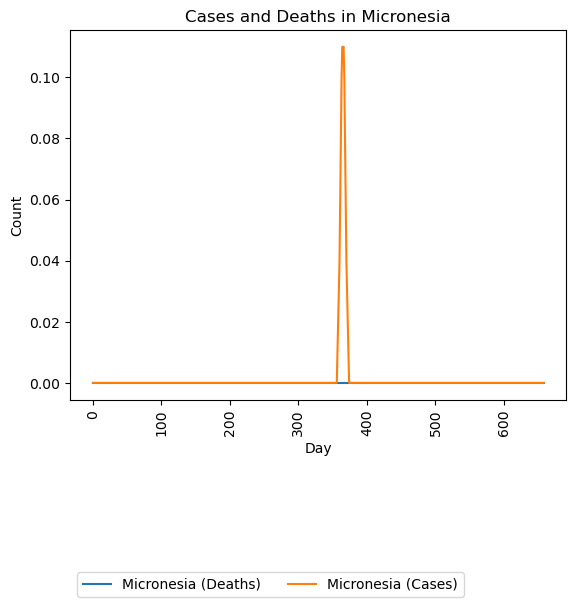 Cases and Deaths in Micronesia
Count
0.10
0.08
0.06
0.04
0.02
0.00
0 100 200 300 400 500 600
Day
Micronesia (Deaths) Micronesia (Cases)